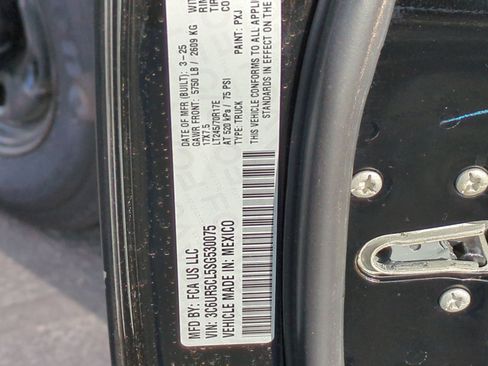 MFD BY: FCA US LLC
DATE OF MFR (BUILT): 3-25
GAWR FRONT: 5750 LB / 2609 KG
17X7.5
LT245/70R17E
AT 520 kPa / 75 PSI
VIN: 3C6UR5CL5SG530075
TYPE: TRUCK
VEHICLE MADE IN: MEXICO
PAINT: PXJ
THIS VEHICLE CONFORMS TO ALL
STANDARDS IN EFFECT ON THE